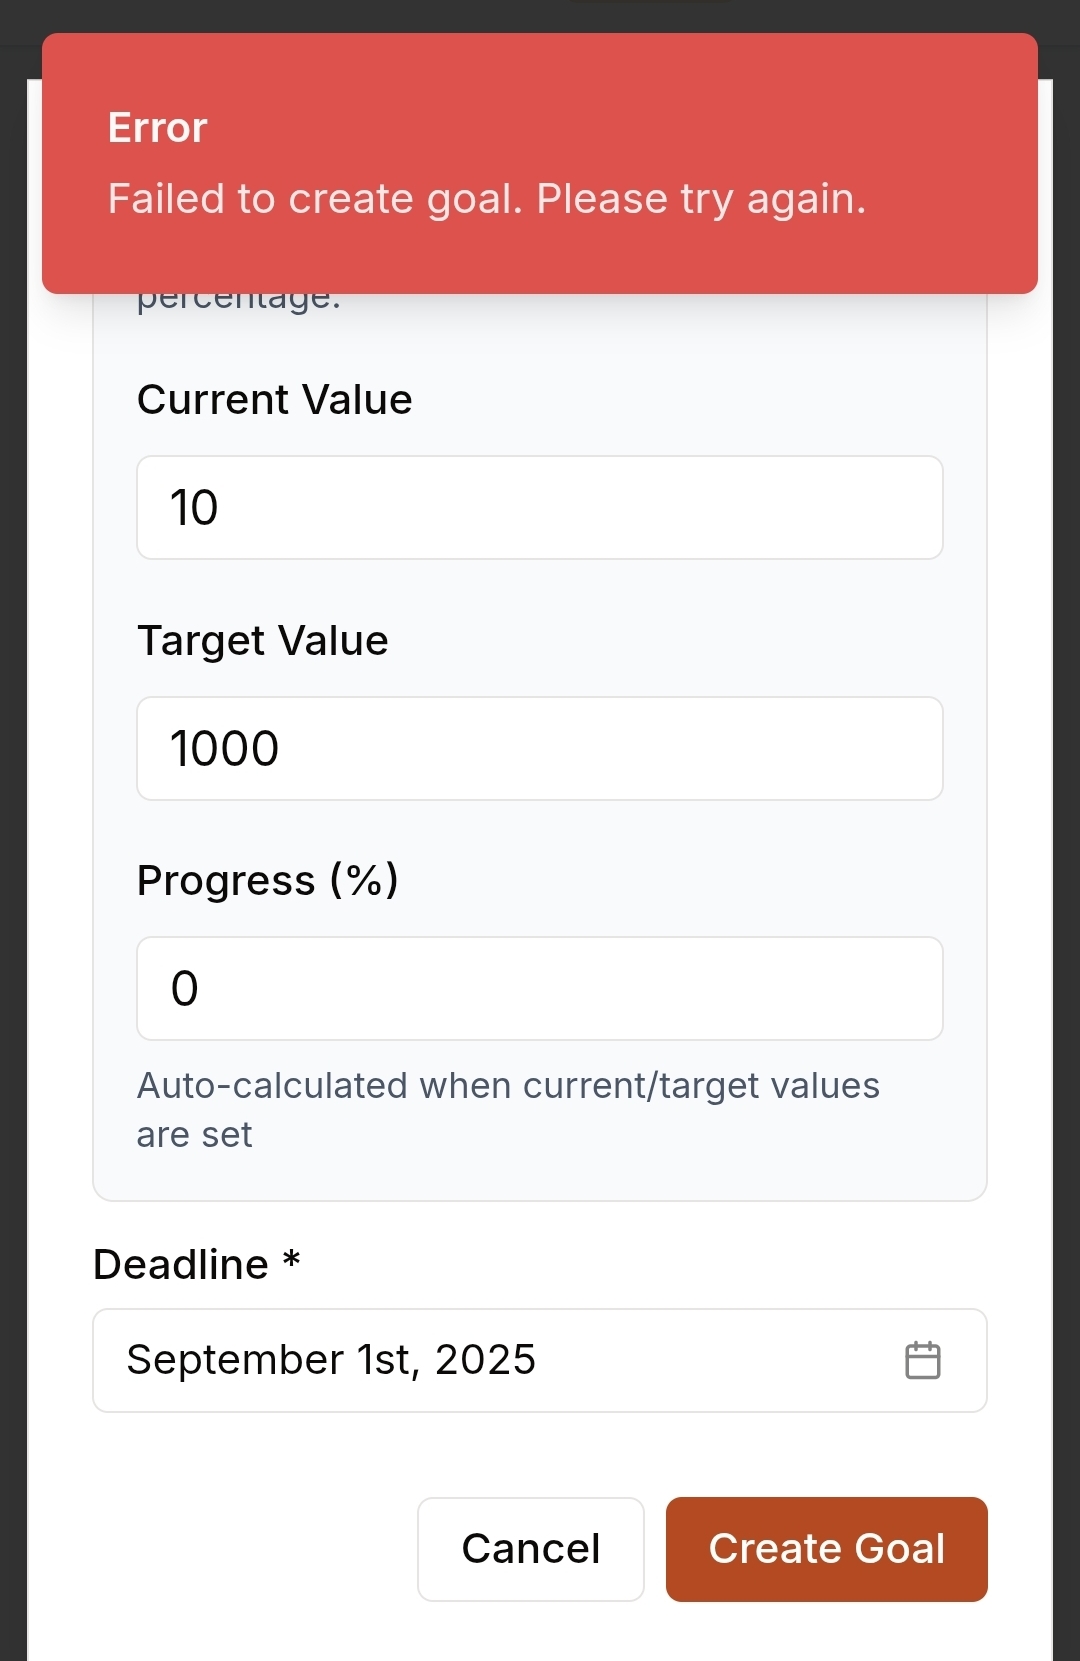 Error
Failed to create goal. Please try again.
percentage.
Current Value
10
Target Value
1000
Progress (%)
0
Auto-calculated when current/target values
are set
Deadline *
September 1st, 2025
Cancel
Create Goal